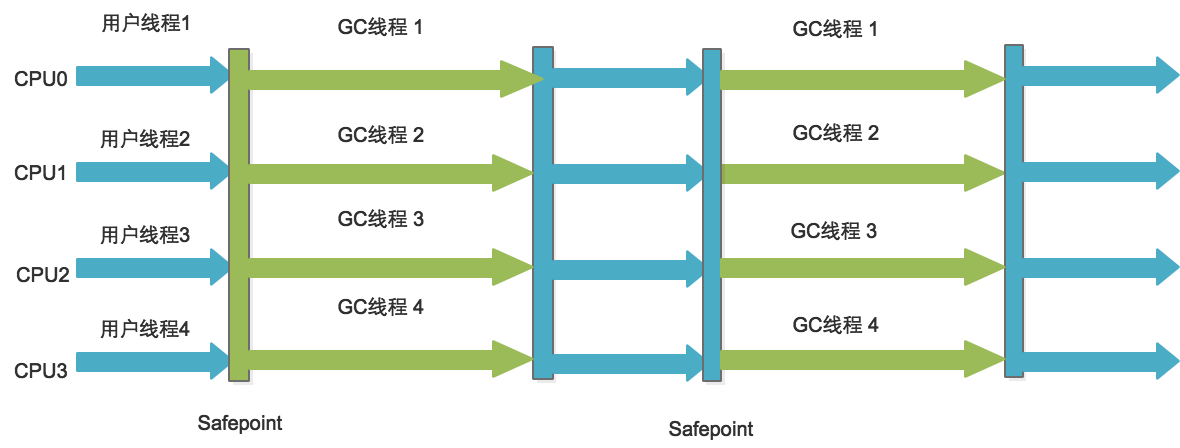 用户线程1
GC线程 1
GC线程 1
CPU0
用户线程2
GC线程 2
GC线程 2
CPU1
用户线程3
GC线程 3
GC线程 3
CPU2
用户线程4
GC线程 4
GC线程 4
CPU3
Safepoint
Safepoint